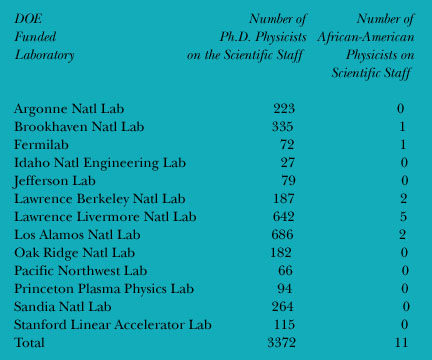 DOE Number of Number of
Funded Ph.D. Physicists African-American
Laboratory on the Scientific Staff Physicists on
Scientific Staff
Argonne Natl Lab 223 0
Brookhaven Natl Lab 335 1
Fermilab 72 1
Idaho Natl Engineering Lab 27 0
Jefferson Lab 79 0
Lawrence Berkeley Natl Lab 187 2
Lawrence Livermore Natl Lab 642 5
Los Alamos Natl Lab 686 2
Oak Ridge Natl Lab 182 0
Pacific Northwest Lab 66 0
Princeton Plasma Physics Lab 94 0
Sandia Natl Lab 264 0
Stanford Linear Accelerator Lab 115 0
Total 3372 11